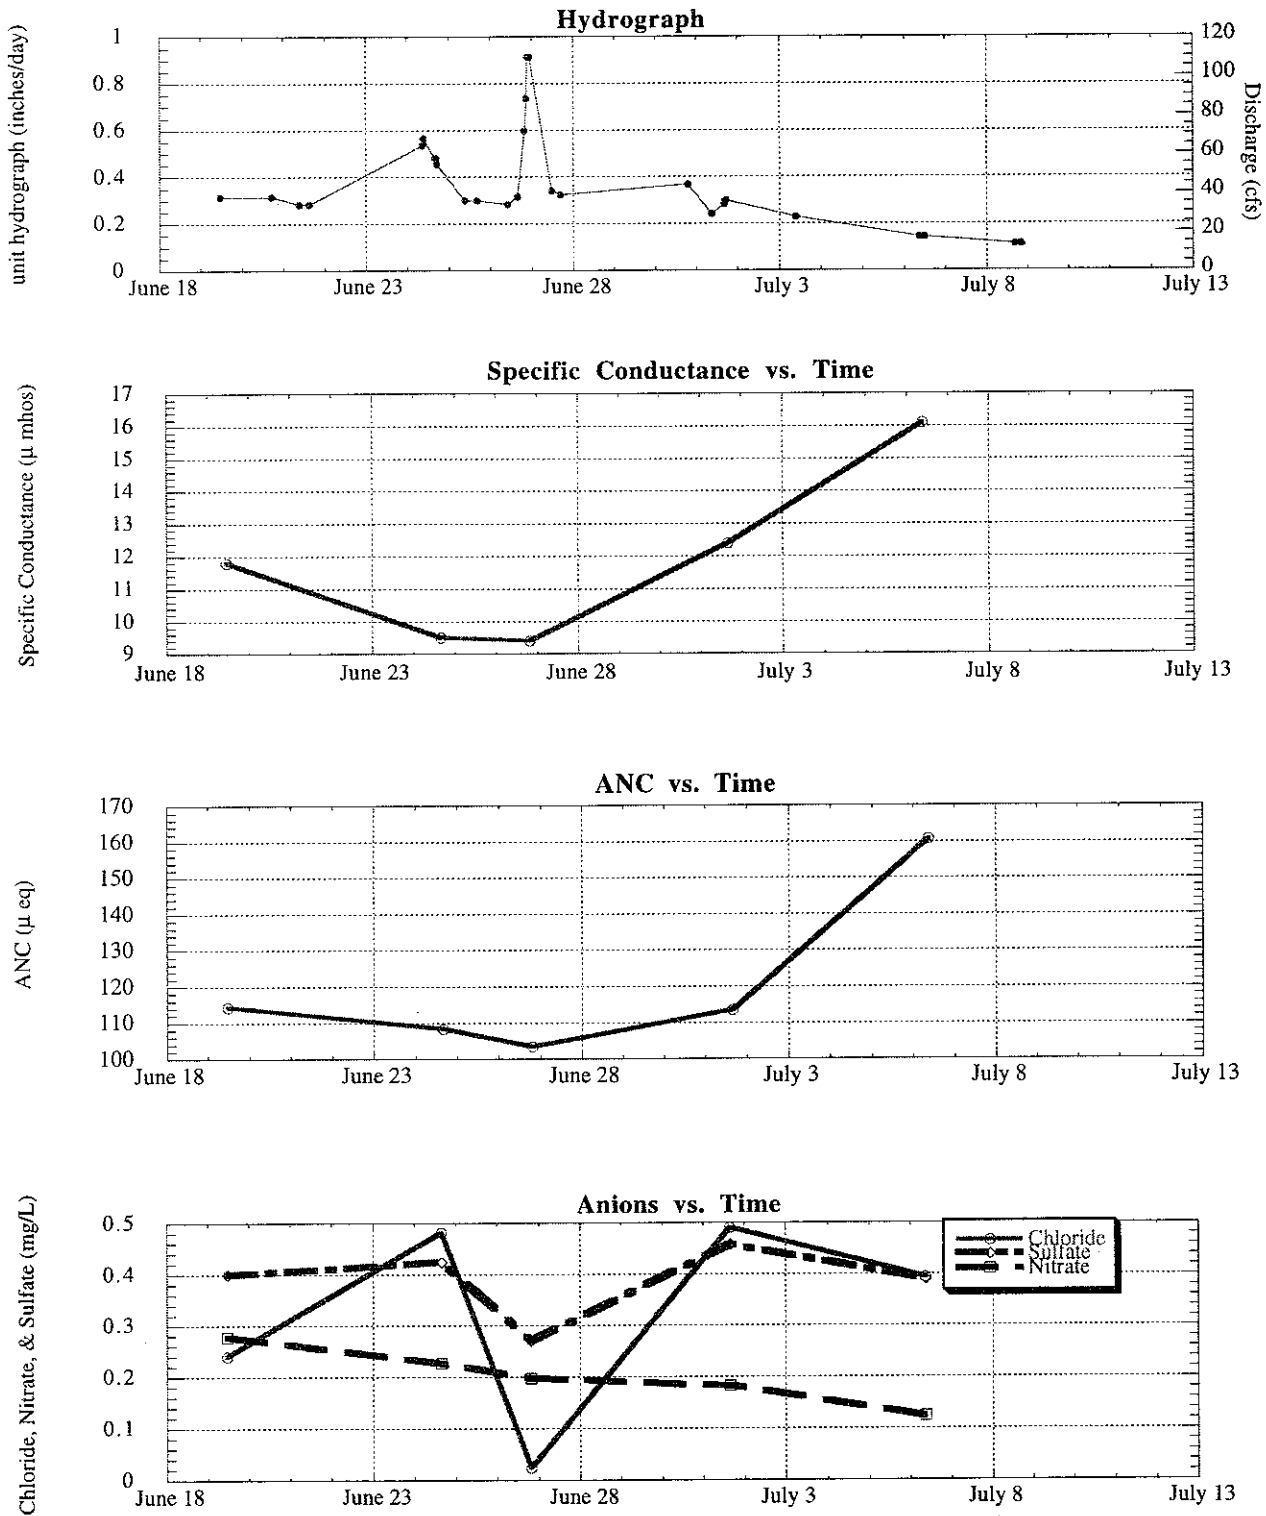 Hydrograph
unit hydrograph (inches/day)
1
0.8
0.6
0.4
0.2
0
120
100
80
60
40
20
0
Discharge (cfs)
June 18 June 23 June 28 July 3 July 8 July 13
Specific Conductance vs. Time
Specific Conductance (μ mhos)
17
16
15
14
13
12
11
10
9
June 18 June 23 June 28 July 3 July 8 July 13
ANC vs. Time
ANC (μ eq)
170
160
150
140
130
120
110
100
June 18 June 23 June 28 July 3 July 8 July 13
Anions vs. Time
Chloride, Nitrate, & Sulfate (mg/L)
0.5
0.4
0.3
0.2
0.1
0
Chloride
Sulfate
Nitrate
June 18 June 23 June 28 July 3 July 8 July 13